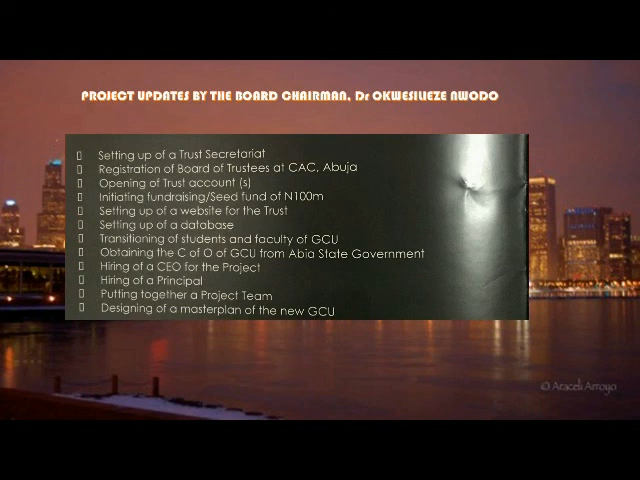 PROJECT UPDATES BY THE BOARD CHAIRMAN, Dr OKWESILIEZE NWODO
Setting up of a Trust Secretariat
Registration of Board of Trustees at CAC, Abuja
Opening of Trust account (s)
Initiating fundraising/Seed fund of N100m
Setting up of a website for the Trust
Setting up of a database
Transitioning of students and faculty of GCU
Obtaining the C of O of GCU from Abia State Government
Hiring of a CEO for the Project
Hiring of a Principal
Putting together a Project Team
Designing of a masterplan of the new GCU
© Araceli Arroyo